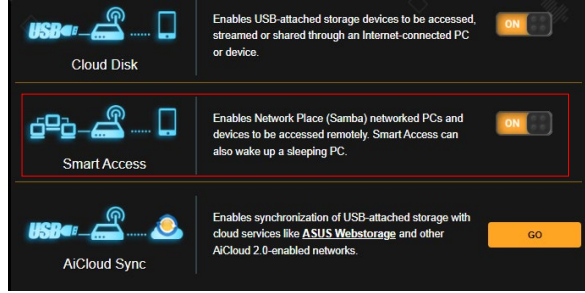 Enables USB-attached storage devices to be accessed,
streamed or shared through an Internet-connected PC
or device.
ON
USB
Cloud Disk
Enables Network Place (Samba) networked PCs and
devices to be accessed remotely. Smart Access can
also wake up a sleeping PC.
ON
Smart Access
Enables synchronization of USB-attached storage with
cloud services like ASUS Webstorage and other
AiCloud 2.0-enabled networks.
GO
USB
AiCloud Sync